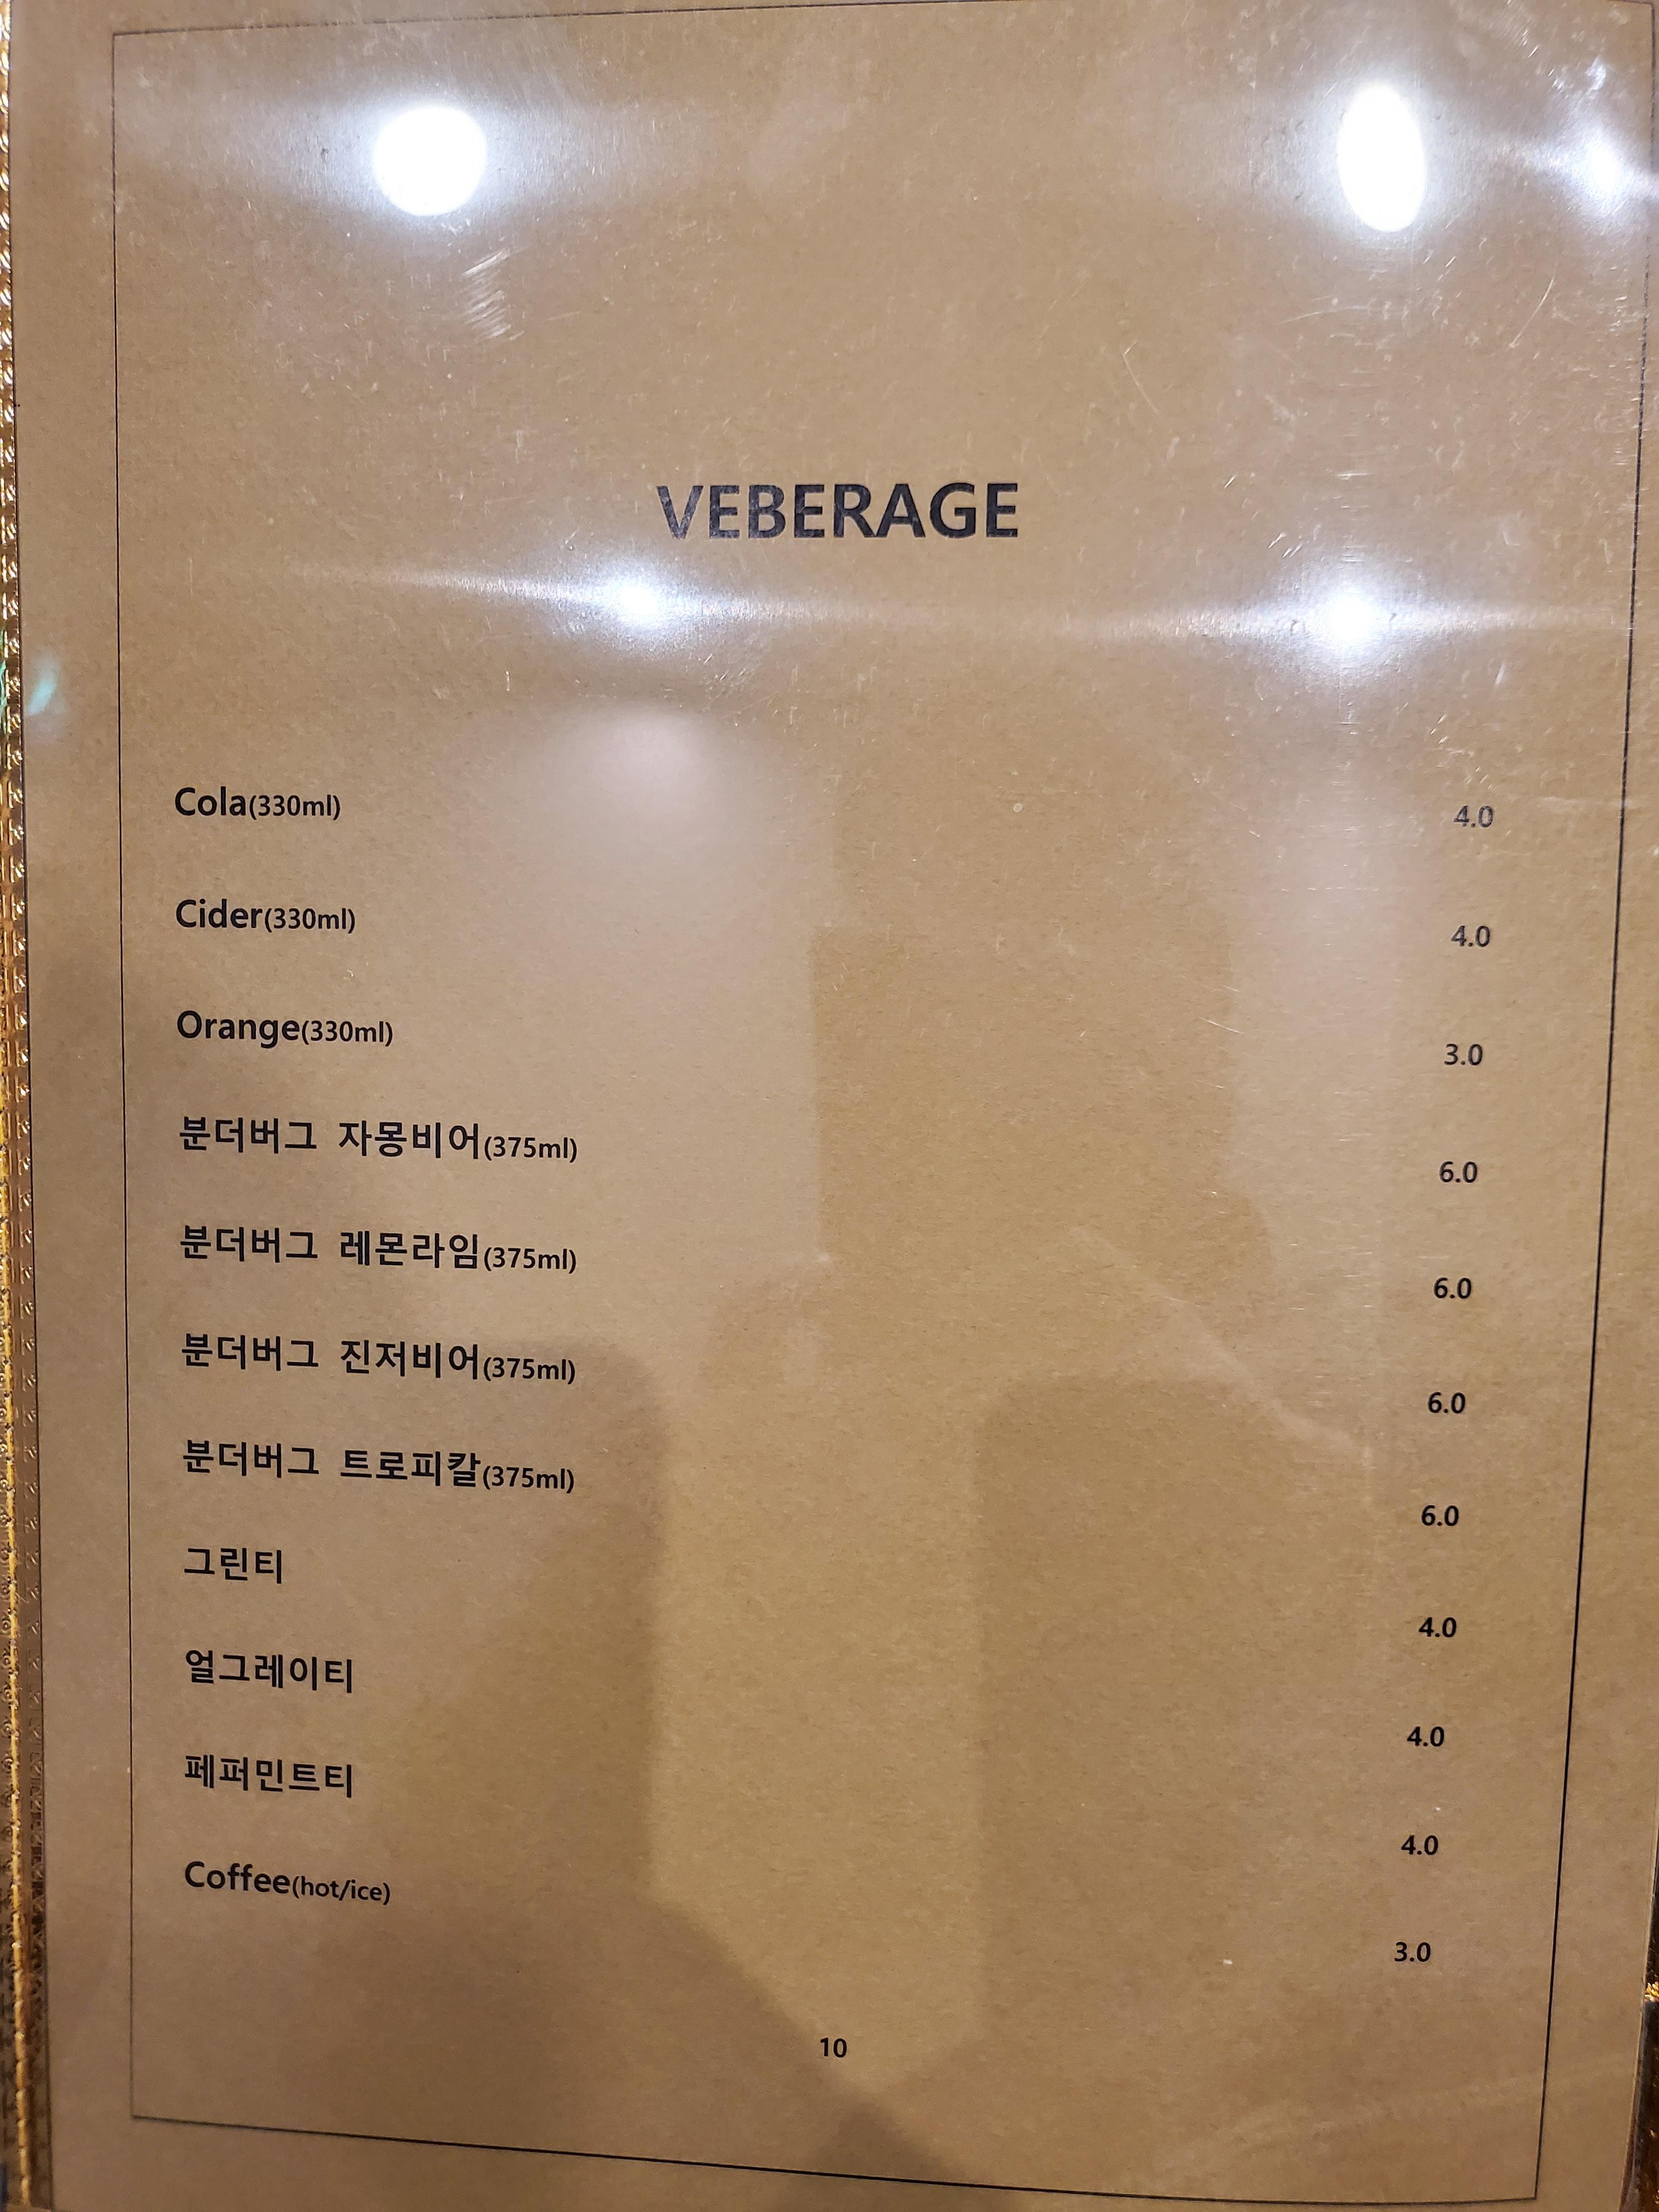 VEBERAGE
Cola(330ml) 4.0
Cider(330ml) 4.0
Orange(330ml) 3.0
분더버그 자몽비어(375ml) 6.0
분더버그 레몬라임(375ml) 6.0
분더버그 진저비어(375ml) 6.0
분더버그 트로피칼(375ml) 6.0
그린티 4.0
얼그레이티 4.0
페퍼민트티 4.0
Coffee(hot/ice) 3.0
10